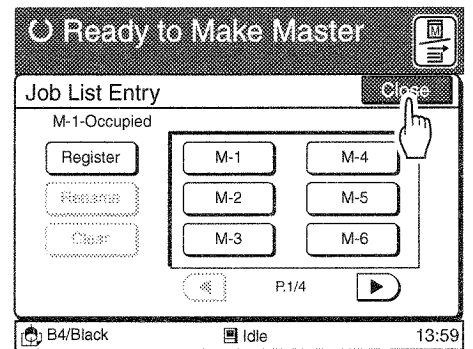 Ready to Make Master
M
Job List Entry
Close
M-1-Occupied
Register
M-1
M-4
Rename
M-2
M-5
Clear
M-3
M-6
P.1/4
B4/Black
Idle
13:59